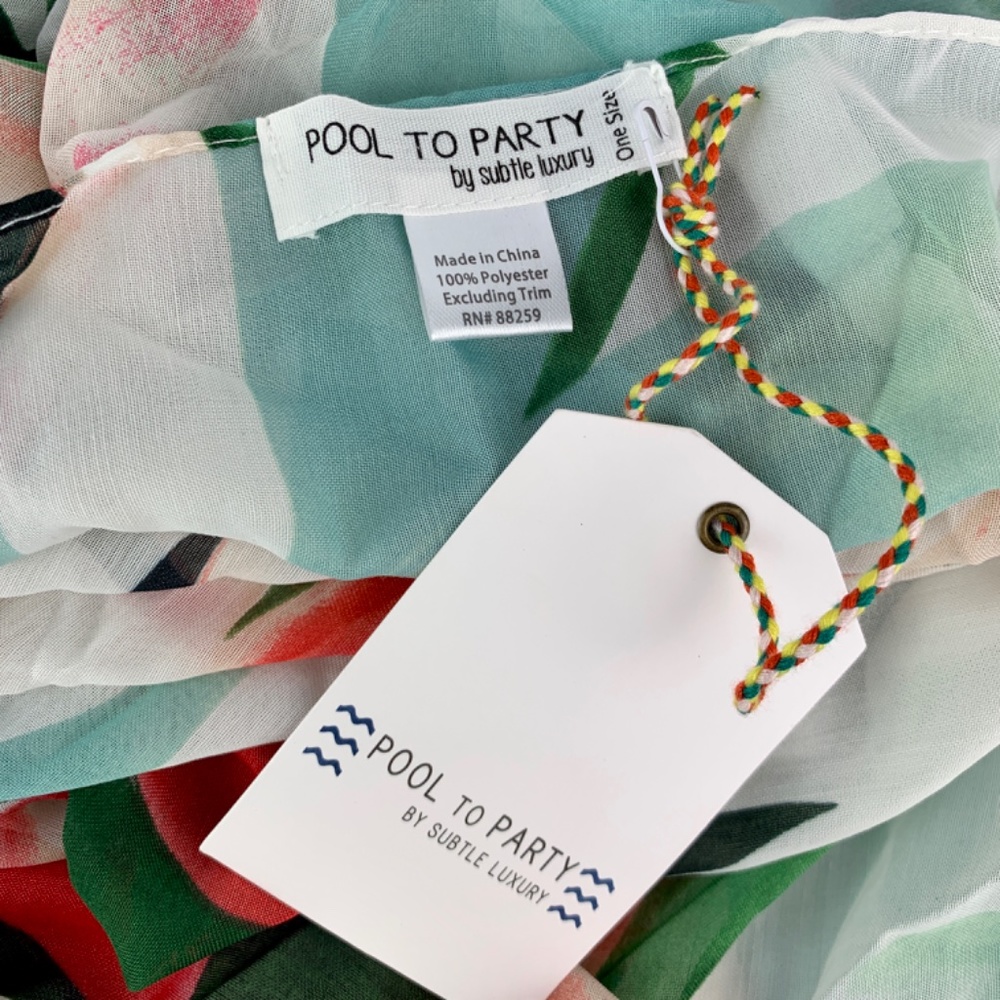 POOL TO PARTY
by subtle luxury
One Size
Made in China
100% Polyester
Excluding Trim
RN# 88259
POOL TO PARTY
BY SUBTLE LUXURY